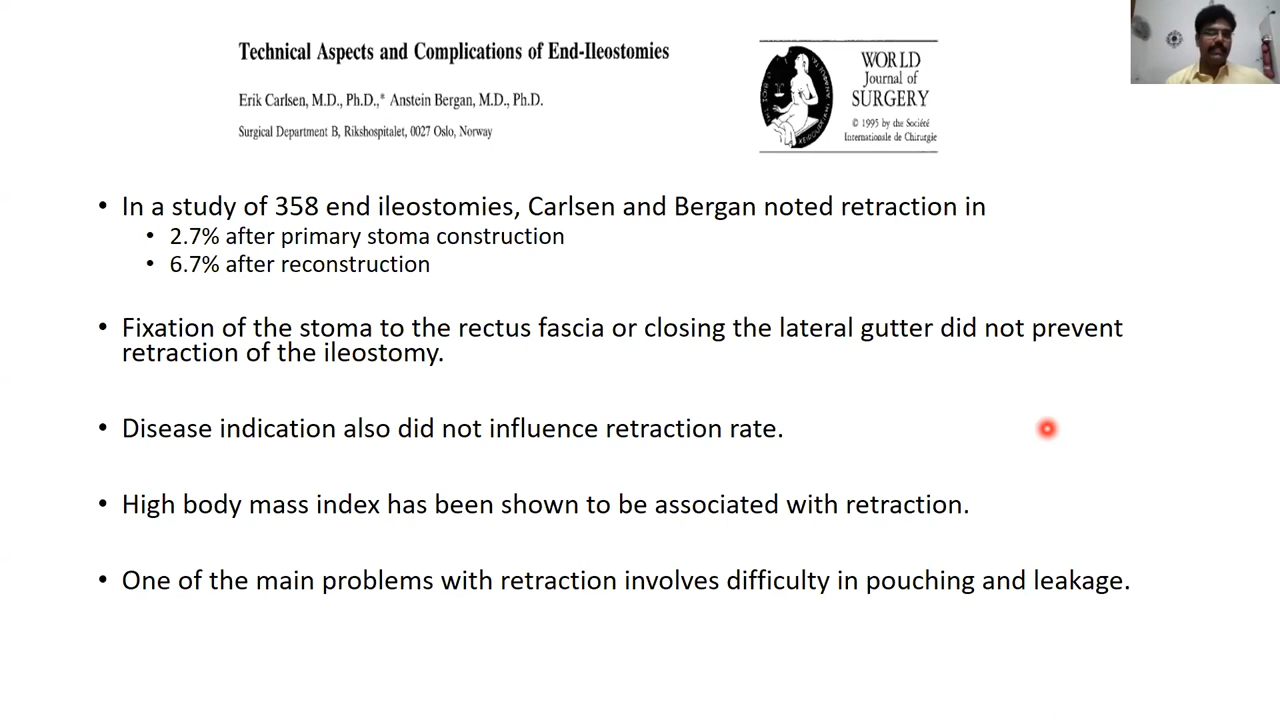 Technical Aspects and Complications of End-Ileostomies
Erik Carlsen, M.D., Ph.D.,* Anstein Bergan, M.D., Ph.D.
Surgical Department B, Rikshospitalet, 0027 Oslo, Norway
WORLD
Journal of
SURGERY
© 1995 by the Société
Internationale de Chirurgie
• In a study of 358 end ileostomies, Carlsen and Bergan noted retraction in
• 2.7% after primary stoma construction
• 6.7% after reconstruction
• Fixation of the stoma to the rectus fascia or closing the lateral gutter did not prevent
retraction of the ileostomy.
• Disease indication also did not influence retraction rate.
• High body mass index has been shown to be associated with retraction.
• One of the main problems with retraction involves difficulty in pouching and leakage.